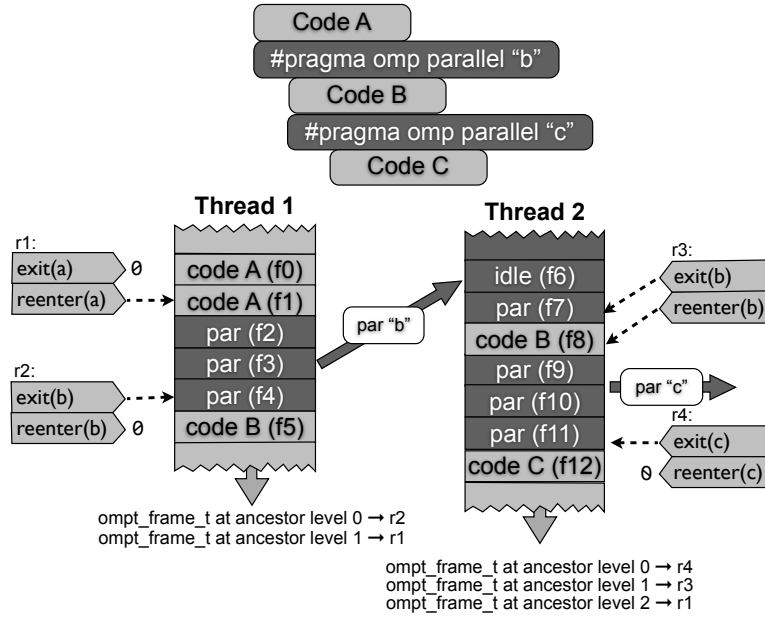 Code A
#pragma omp parallel “b”
Code B
#pragma omp parallel “c”
Code C
Thread 1
r1:
exit(a) 0
reenter(a)
code A (f0)
code A (f1)
par (f2)
par (f3)
par (f4)
code B (f5)
r2:
exit(b)
reenter(b) 0
par “b”
ompt_frame_t at ancestor level 0 → r2
ompt_frame_t at ancestor level 1 → r1
Thread 2
idle (f6)
par (f7)
code B (f8)
par (f9)
par (f10)
par (f11)
code C (f12)
r3:
exit(b)
reenter(b)
par “c”
r4:
exit(c)
0 reenter(c)
ompt_frame_t at ancestor level 0 → r4
ompt_frame_t at ancestor level 1 → r3
ompt_frame_t at ancestor level 2 → r1